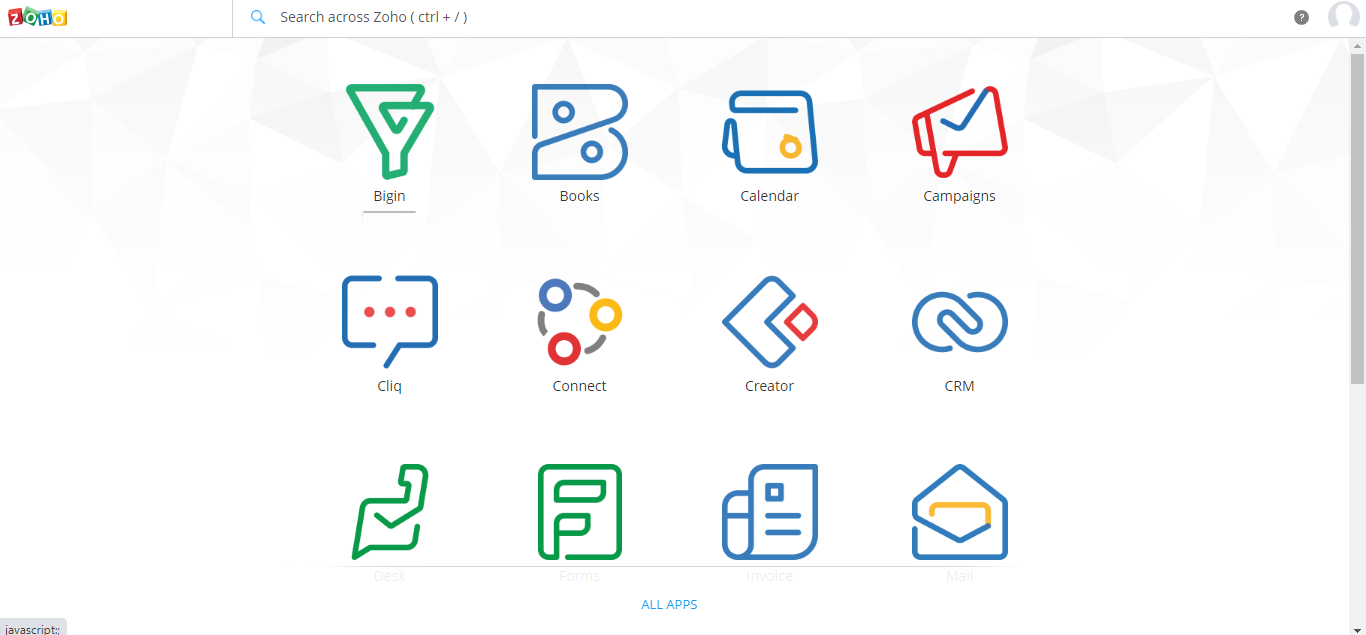 ZOHO
Search across Zoho ( ctrl + / )
?
Bigin
Books
Calendar
Campaigns
Cliq
Connect
Creator
CRM
Desk
Forms
Invoice
Mail
ALL APPS
javascript:;